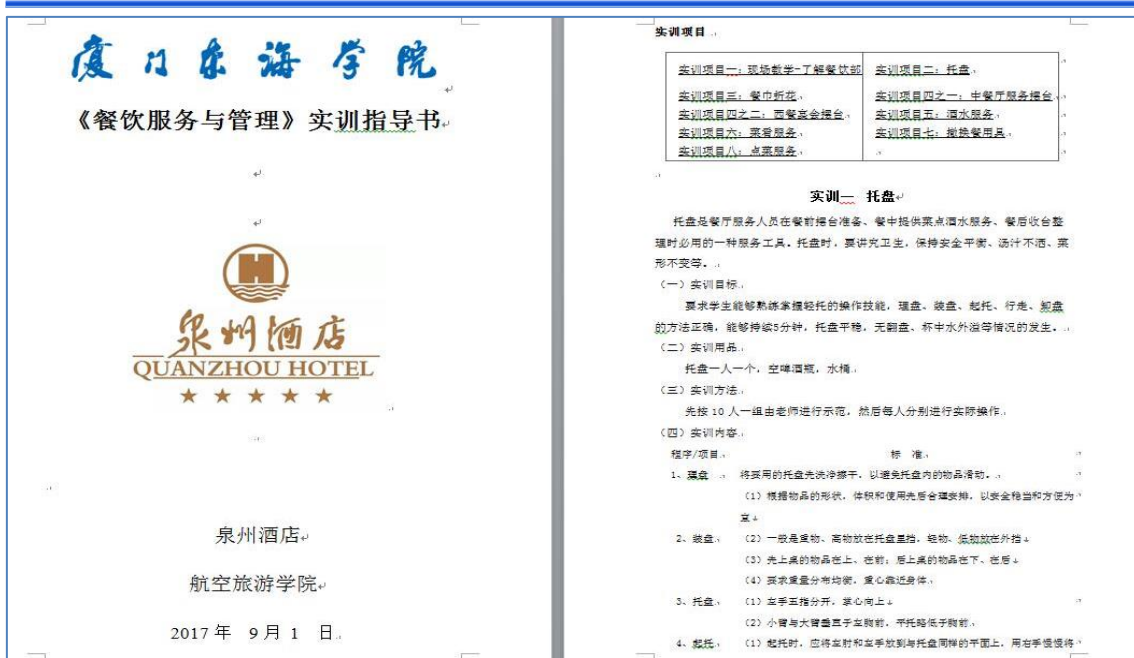 厦门东海学院
《餐饮服务与管理》实训指导书
泉州酒店
QUANZHOU HOTEL
泉州酒店
航空旅游学院
2017年 9月 1 日
实训项目
实训项目一：现场教学-了解餐饮部
实训项目二：托盘
实训项目三：餐巾折花
实训项目四之一：中餐厅服务摆台
实训项目四之二：西餐宴会摆台
实训项目五：酒水服务
实训项目六：菜肴服务
实训项目七：撤换餐用具
实训项目八：点菜服务
实训一 托盘
托盘是餐厅服务人员在餐前摆台准备、餐中提供菜点酒水服务、餐后收台整
理时必用的一种服务工具。托盘时，要讲究卫生，保持安全平衡、汤汁不洒、菜
形不变等。
（一）实训目标
要求学生能够熟练掌握轻托的操作技能，理盘、装盘、起托、行走、卸盘
的方法正确，能够持续5分钟，托盘平稳，无翻盘、杯中水外溢等情况的发生。
（二）实训用品
托盘一人一个，空啤酒瓶，水桶
（三）实训方法
先按 10 人一组由老师进行示范，然后每人分别进行实际操作
（四）实训内容
程序/项目 标 准
1、理盘 将要用的托盘先洗净擦干，以避免托盘内的物品滑动。
（1）根据物品的形状，体积和使用先后合理安排，以安全稳当和方便为
宜
2、装盘 （2）一般是重物、高物放在托盘里挡，轻物、低物放在外挡
（3）先上桌的物品在上、在前；后上桌的物品在下、在后
（4）要求重量分布均衡，重心靠近身体
3、托盘 （1）左手五指分开，掌心向上
（2）小臂与大臂垂直于左胸前，平托略低于胸前
4、起托 （1）起托时，应将左肘和左手放到与托盘同样的平面上，用右手慢慢将